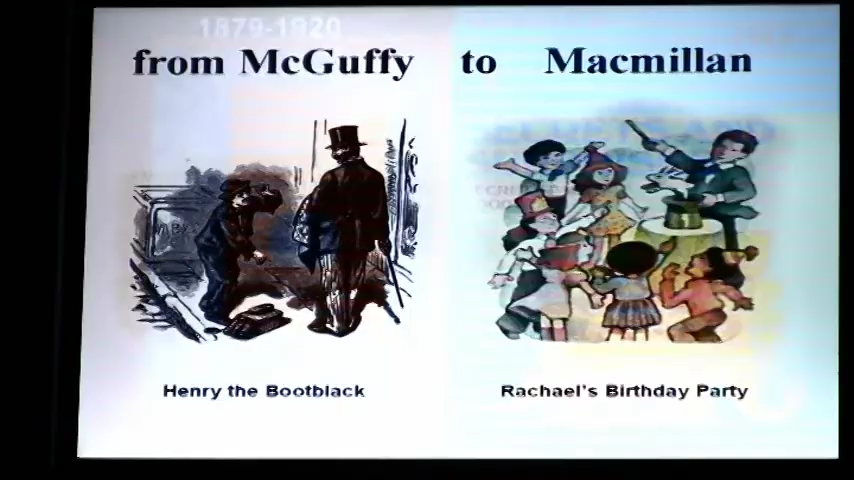 1879-1920
from McGuffy to Macmillan
Henry the Bootblack
Rachael's Birthday Party